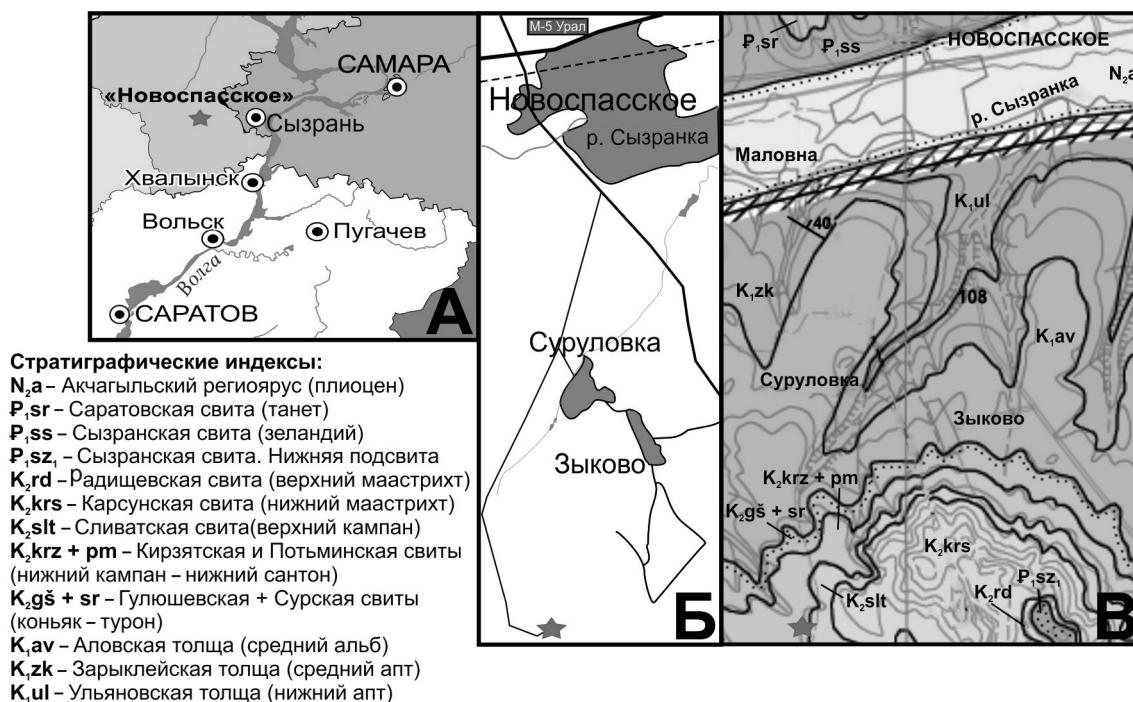 САМАРА
«Новоспасское»
Сызрань
Хвалынск
Вольск
Пугачев
Волга
САРАТОВ
А
М-5 Урал
Новоспасское
р. Сызранка
Суруловка
Зыково
Б
P₁sr
P₁ss
НОВОСПАССКОЕ
N₂a
р. Сызранка
Маловна
K₁ul
40
K₁zk
108
K₁av
Суруловка
Зыково
K₂krz + pm
K₂gš + sr
K₂krs
P₁sz₁
K₂rd
K₂slt
В
Стратиграфические индексы:
N₂a – Акчагыльский региоярус (плиоцен)
P₁sr – Саратовская свита (танет)
P₁ss – Сызранская свита (зеландий)
P₁sz₁ – Сызранская свита. Нижняя подсвита
K₂rd – Радищевская свита (верхний маастрихт)
K₂krs – Карсунская свита (нижний маастрихт)
K₂slt – Сливатская свита(верхний кампан)
K₂krz + pm – Кирзятская и Потьминская свиты
(нижний кампан – нижний сантон)
K₂gš + sr – Гулюшевская + Сурская свиты
(коньяк – турон)
K₁av – Аловская толща (средний альб)
K₁zk – Зарыклейская толща (средний апт)
K₁ul – Ульяновская толща (нижний апт)